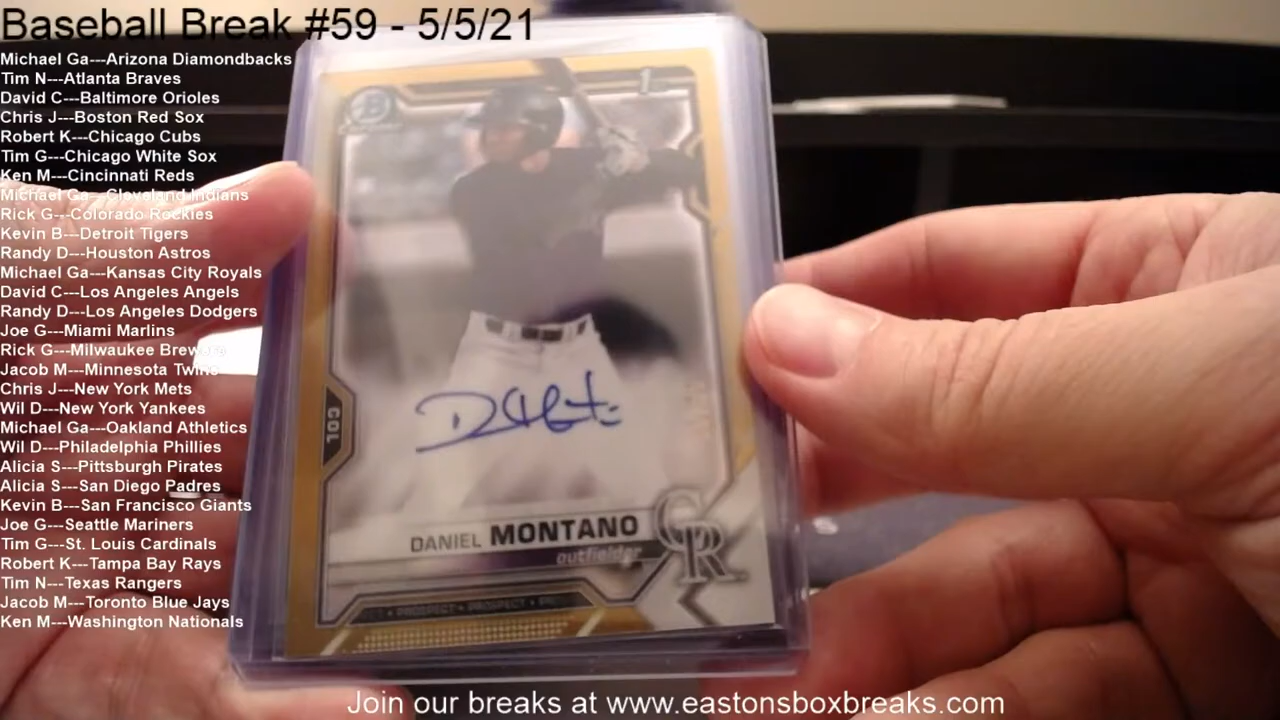 Baseball Break #59 - 5/5/21
Michael Ga---Arizona Diamondbacks
Tim N---Atlanta Braves
David C---Baltimore Orioles
Chris J---Boston Red Sox
Robert K---Chicago Cubs
Tim G---Chicago White Sox
Ken M---Cincinnati Reds
Michael Ga---Cleveland Indians
Rick G---Colorado Rockies
Kevin B---Detroit Tigers
Randy D---Houston Astros
Michael Ga---Kansas City Royals
David C---Los Angeles Angels
Randy D---Los Angeles Dodgers
Joe G---Miami Marlins
Rick G---Milwaukee Brewers
Jacob M---Minnesota Twins
Chris J---New York Mets
Wil D---New York Yankees
Michael Ga---Oakland Athletics
Wil D---Philadelphia Phillies
Alicia S---Pittsburgh Pirates
Alicia S---San Diego Padres
Kevin B---San Francisco Giants
Joe G---Seattle Mariners
Tim G---St. Louis Cardinals
Robert K---Tampa Bay Rays
Tim N---Texas Rangers
Jacob M---Toronto Blue Jays
Ken M---Washington Nationals
B
1st
COL
DANIEL MONTANO
outfielder
CR
• PROSPECT • PROSPECT •
Join our breaks at www.eastonsboxbreaks.com